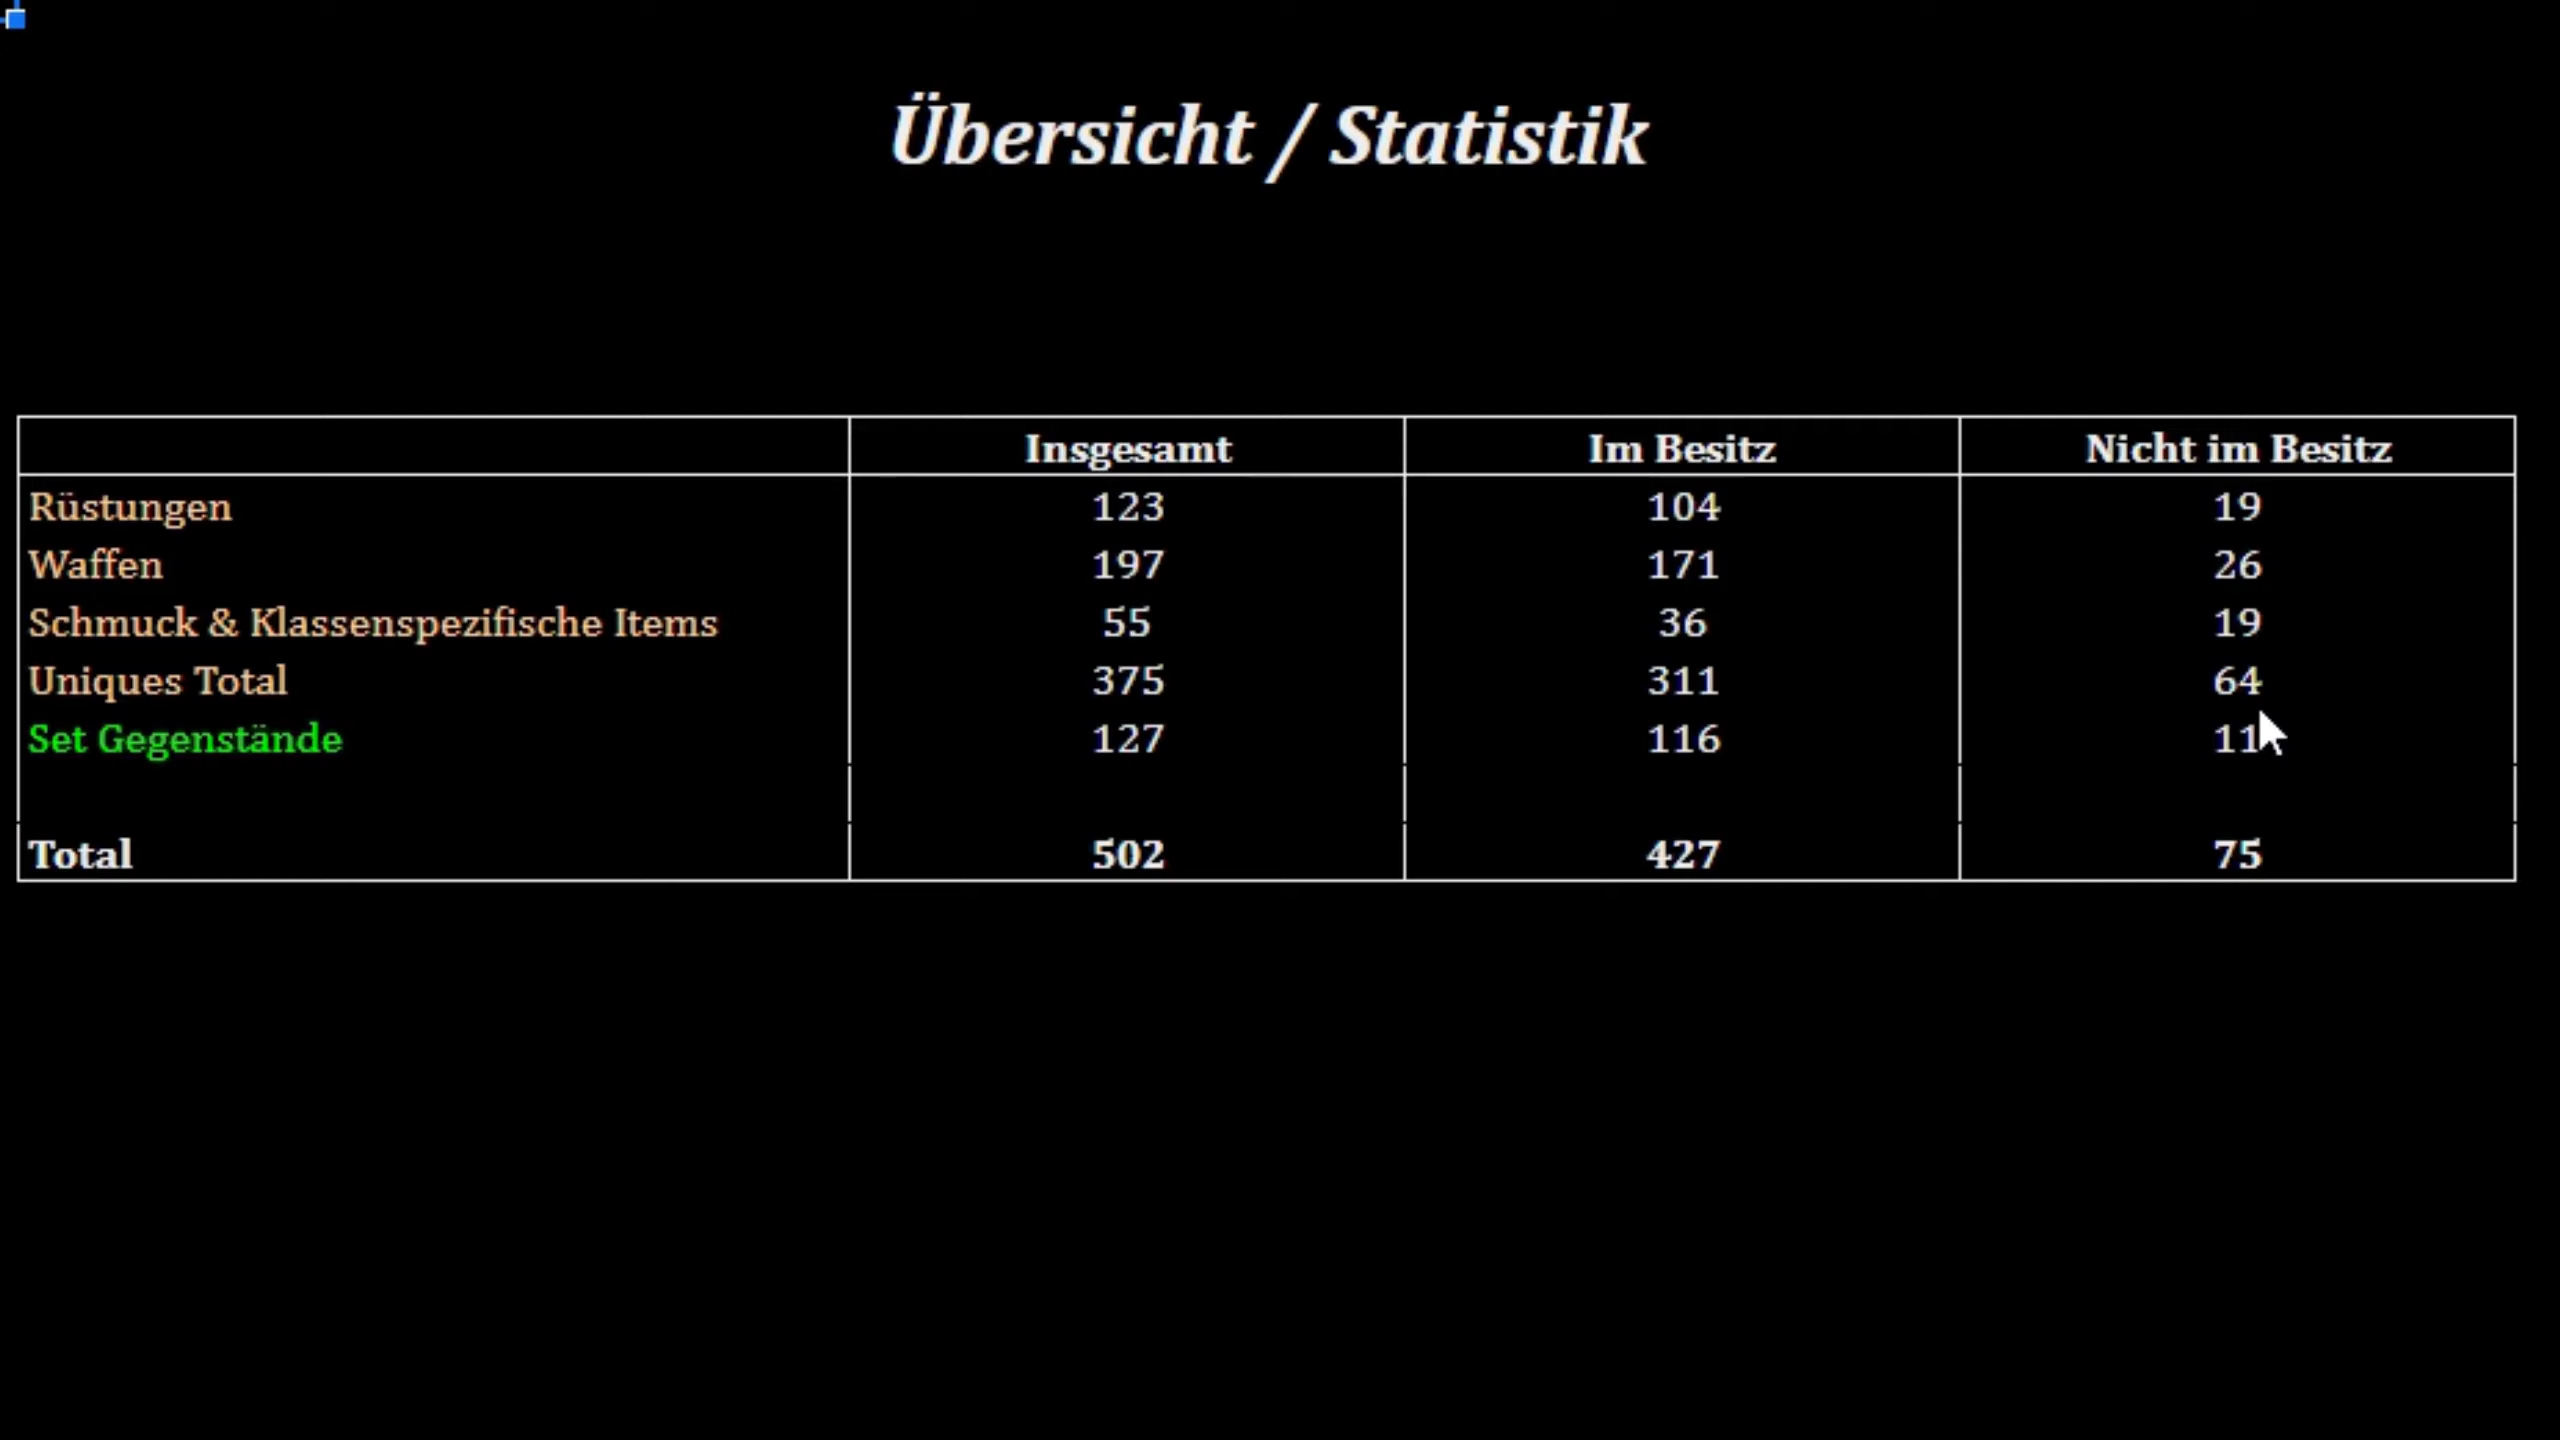 Übersicht / Statistik
Insgesamt Im Besitz Nicht im Besitz
Rüstungen 123 104 19
Waffen 197 171 26
Schmuck & Klassenspezifische Items 55 36 19
Uniques Total 375 311 64
Set Gegenstände 127 116 11
Total 502 427 75